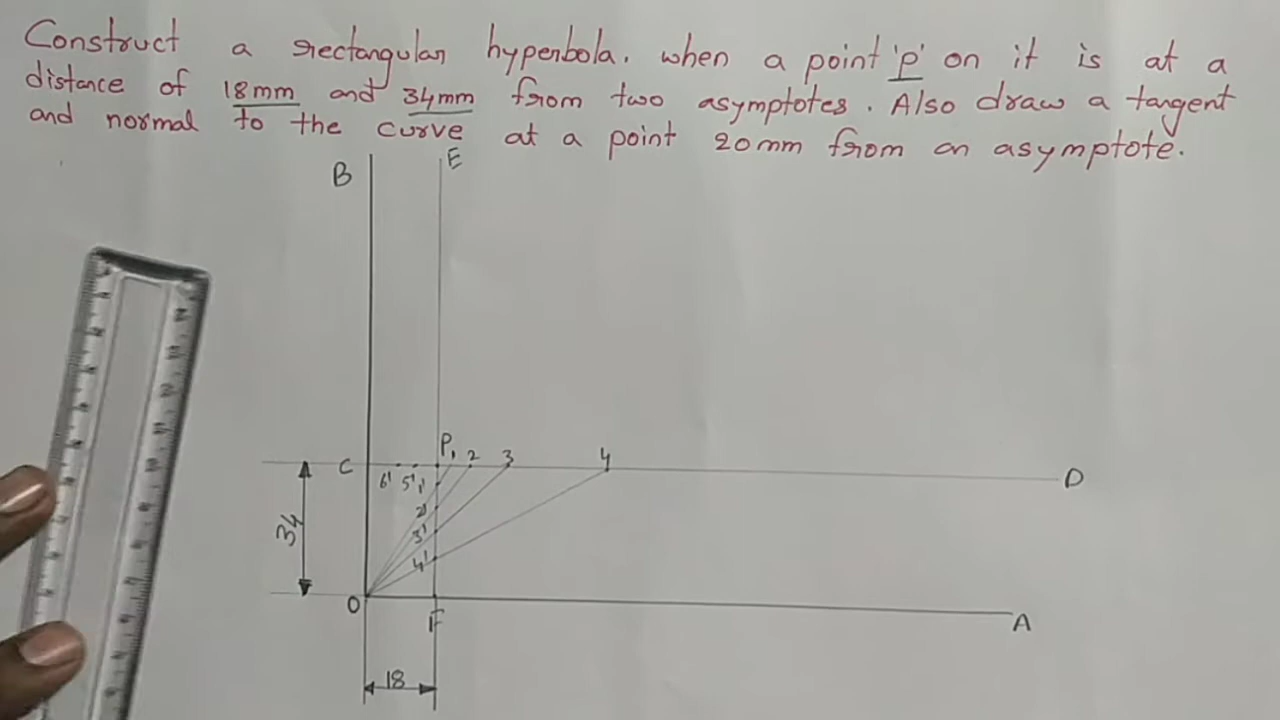 Construct a rectangular hyperbola. when a point 'p' on it is at a
distance of 18mm and 34mm from two asymptotes. Also draw a tangent
and normal to the curve at a point 20mm from an asymptote.
B E
C 6' 5' 1' P, 2 3 4 D
2'
3'
4'
34
O F A
18